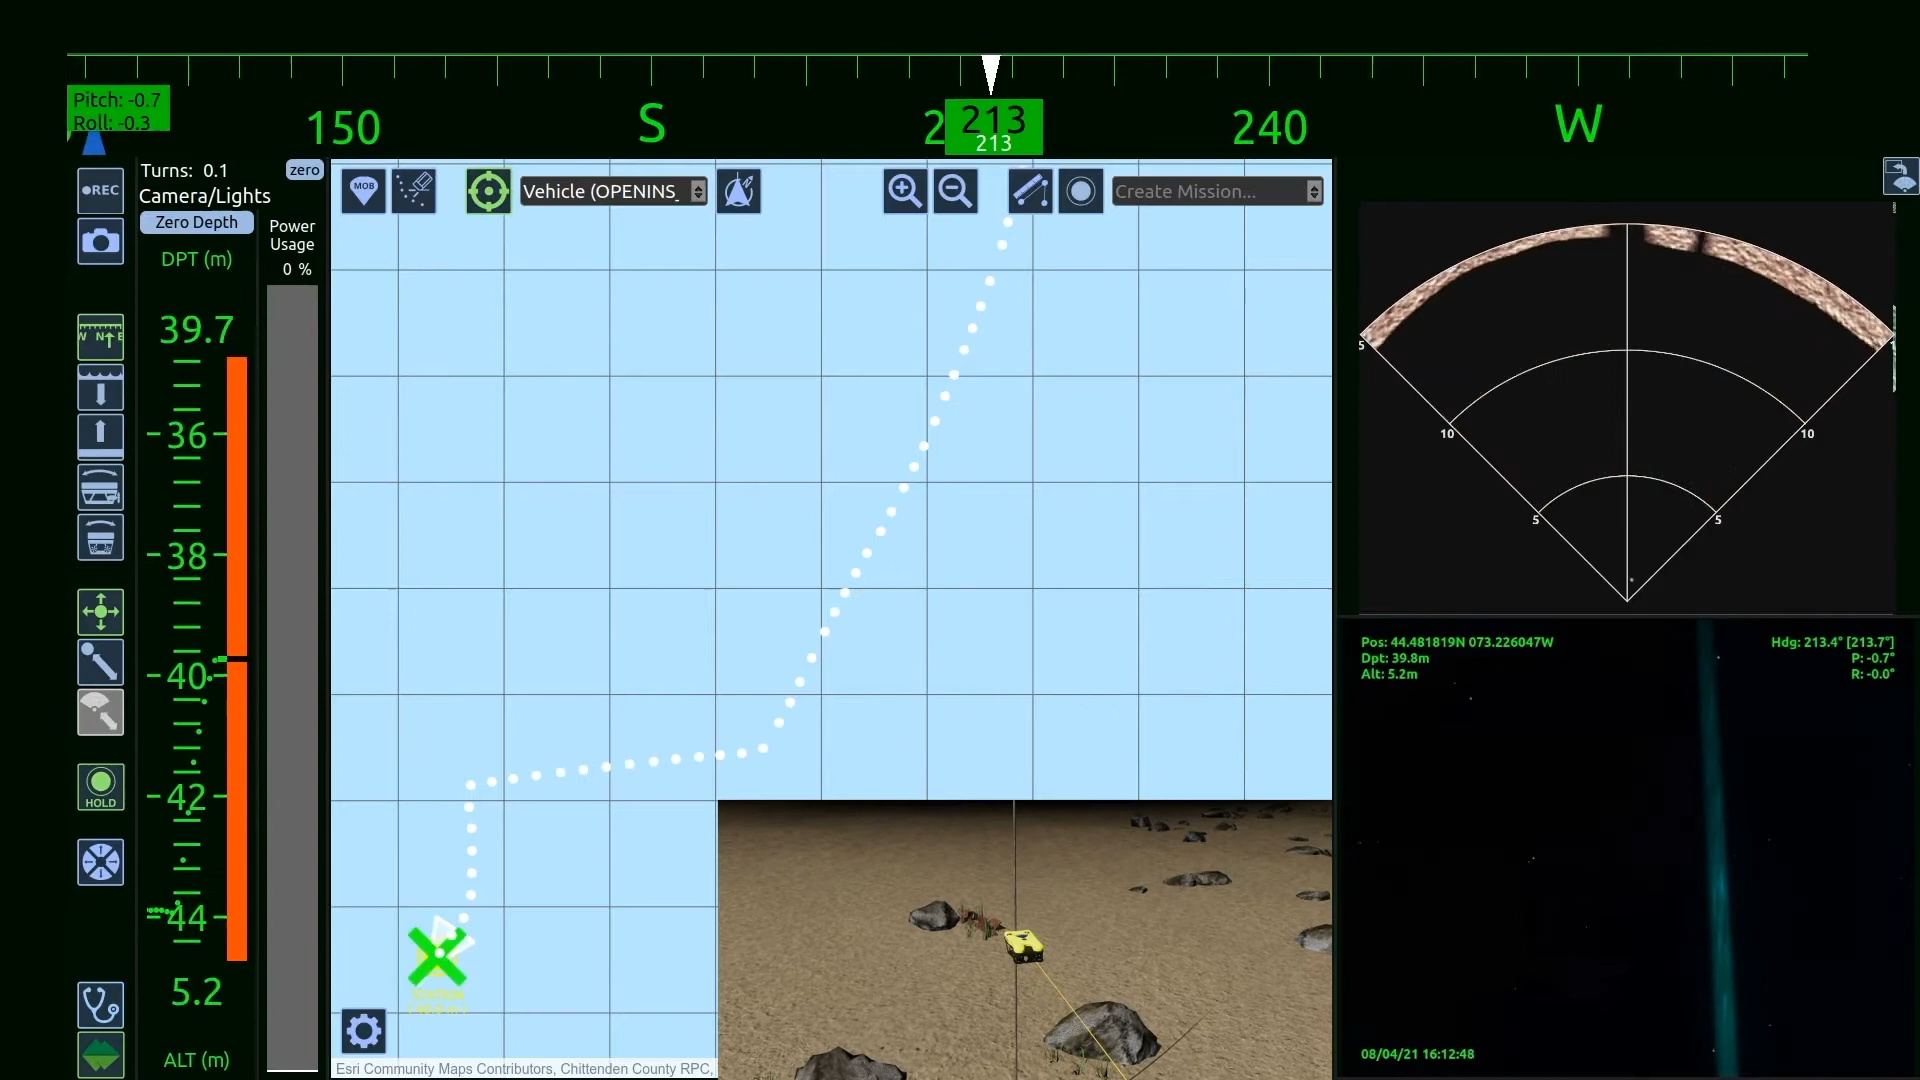 Pitch: -0.7
Roll: -0.3
150
S
2
213
213
240
W
Turns: 0.1
zero
Camera/Lights
Zero Depth
Power
Usage
0 %
DPT (m)
39.7
36
38
40
42
44
5.2
ALT (m)
REC
W N E
HOLD
MOB
Vehicle (OPENINS_
N
Create Mission...
Esri Community Maps Contributors, Chittenden County RPC,
5
10
10
5
5
Pos: 44.481819N 073.226047W
Dpt: 39.8m
Alt: 5.2m
Hdg: 213.4° [213.7°]
P: -0.7°
R: -0.0°
08/04/21 16:12:48